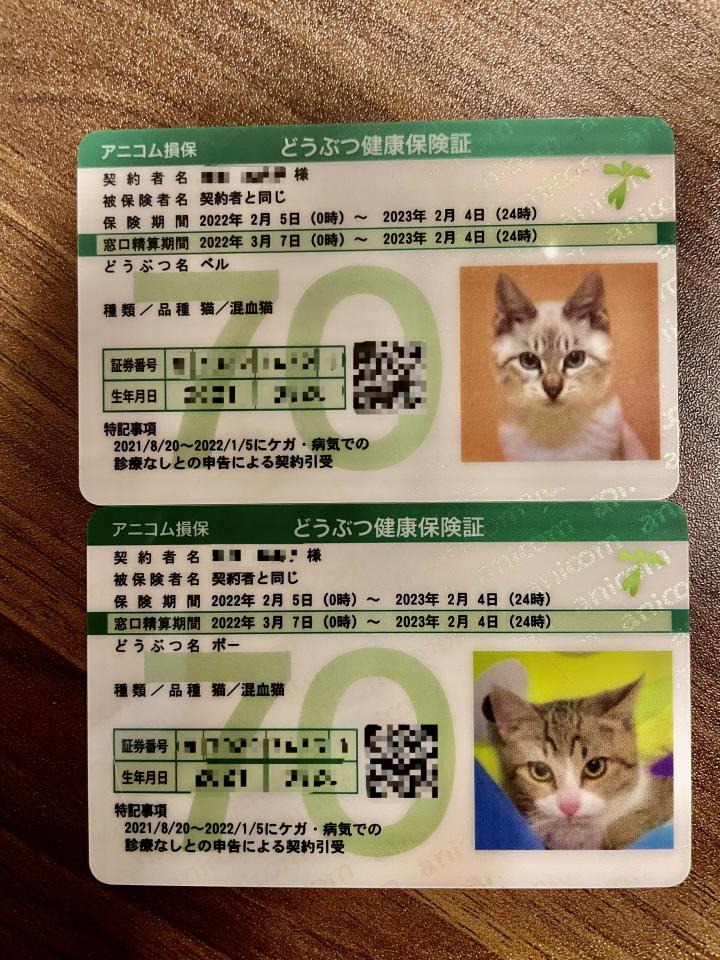 アニコム損保 どうぶつ健康保険証
契約者名 様
被保険者名 契約者と同じ
保険期間 2022年 2月 5日(0時) ～ 2023年 2月 4日(24時)
窓口精算期間 2022年 3月 7日(0時) ～ 2023年 2月 4日(24時)
どうぶつ名 ベル
種類／品種 猫／混血猫
70
証券番号
生年月日
特記事項
2021/8/20～2022/1/5にケガ・病気での
診療なしとの申告による契約引受
anicom
アニコム損保 どうぶつ健康保険証
契約者名 様
被保険者名 契約者と同じ
保険期間 2022年 2月 5日(0時) ～ 2023年 2月 4日(24時)
窓口精算期間 2022年 3月 7日(0時) ～ 2023年 2月 4日(24時)
どうぶつ名 ボー
種類／品種 猫／混血猫
70
証券番号
生年月日
特記事項
2021/8/20～2022/1/5にケガ・病気での
診療なしとの申告による契約引受
anicom